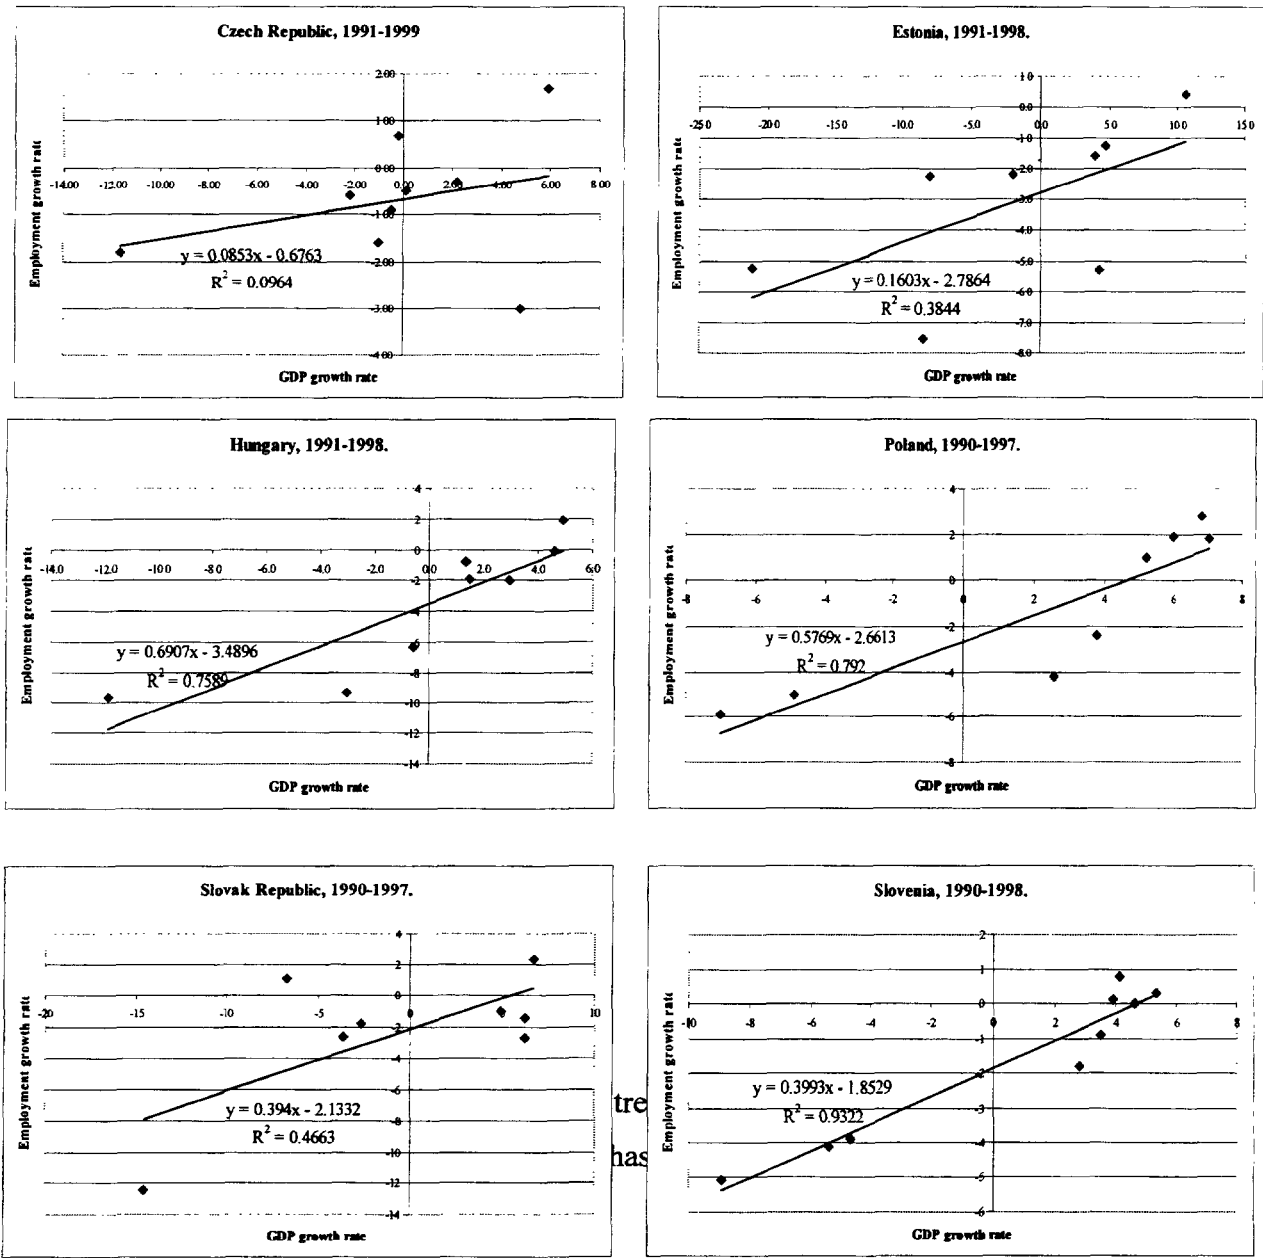 Czech Republic, 1991-1999
2.00
1.00
0.00
-14.00 -12.00 -10.00 -8.00 -6.00 -4.00 -2.00 0.00 2.00 4.00 6.00 8.00
-1.00
-2.00
-3.00
-4.00
Employment growth rate
y = 0.0853x - 0.6763
R² = 0.0964
GDP growth rate
Estonia, 1991-1998.
1.0
0.0
-25.0 -20.0 -15.0 -10.0 -5.0 0.0 5.0 10.0 15.0
-1.0
-2.0
-3.0
-4.0
-5.0
-6.0
-7.0
-8.0
Employment growth rate
y = 0.1603x - 2.7864
R² = 0.3844
GDP growth rate
Hungary, 1991-1998.
4
2
0
-14.0 -12.0 -10.0 -8.0 -6.0 -4.0 -2.0 0.0 2.0 4.0 6.0
-2
-4
-6
-8
-10
-12
-14
Employment growth rate
y = 0.6907x - 3.4896
R² = 0.7589
GDP growth rate
Poland, 1990-1997.
4
2
0
-8 -6 -4 -2 0 2 4 6 8
-2
-4
-6
-8
Employment growth rate
y = 0.5769x - 2.6613
R² = 0.792
GDP growth rate
Slovak Republic, 1990-1997.
4
2
0
-20 -15 -10 -5 0 5 10
-2
-4
-6
-8
-10
-12
-14
Employment growth rate
y = 0.394x - 2.1332
R² = 0.4663
GDP growth rate
tre
has
Slovenia, 1990-1998.
2
1
0
-10 -8 -6 -4 -2 0 2 4 6 8
-1
-2
-3
-4
-5
-6
Employment growth rate
y = 0.3993x - 1.8529
R² = 0.9322
GDP growth rate